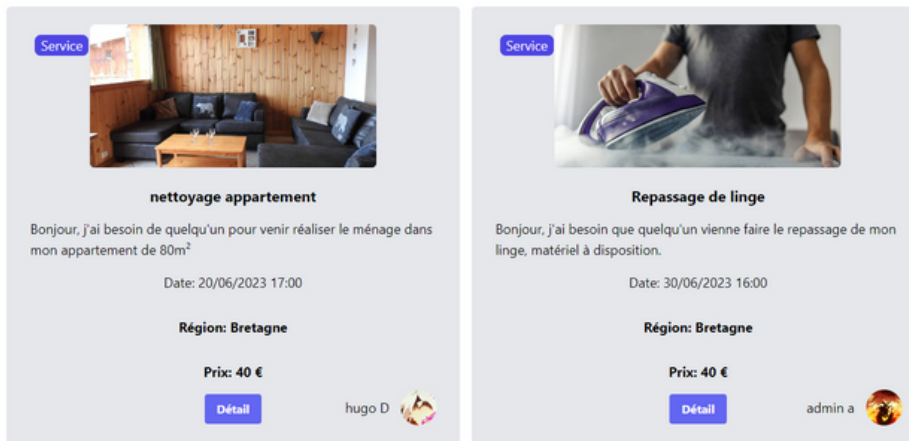 Service
nettoyage appartement
Bonjour, j'ai besoin de quelqu'un pour venir réaliser le ménage dans
mon appartement de 80m²
Date: 20/06/2023 17:00
Région: Bretagne
Prix: 40 €
Détail
hugo D
Service
Repassage de linge
Bonjour, j'ai besoin que quelqu'un vienne faire le repassage de mon
linge, matériel à disposition.
Date: 30/06/2023 16:00
Région: Bretagne
Prix: 40 €
Détail
admin a